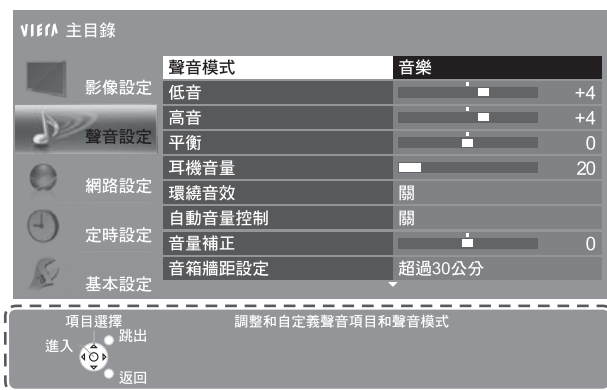 VIERA 主目錄
影像設定
聲音設定
網路設定
定時設定
基本設定
聲音模式 音樂
低音 +4
高音 +4
平衡 0
耳機音量 20
環繞音效 關
自動音量控制 關
音量補正 0
音箱牆距設定 超過30公分
項目選擇
進入
跳出
返回
調整和自定義聲音項目和聲音模式